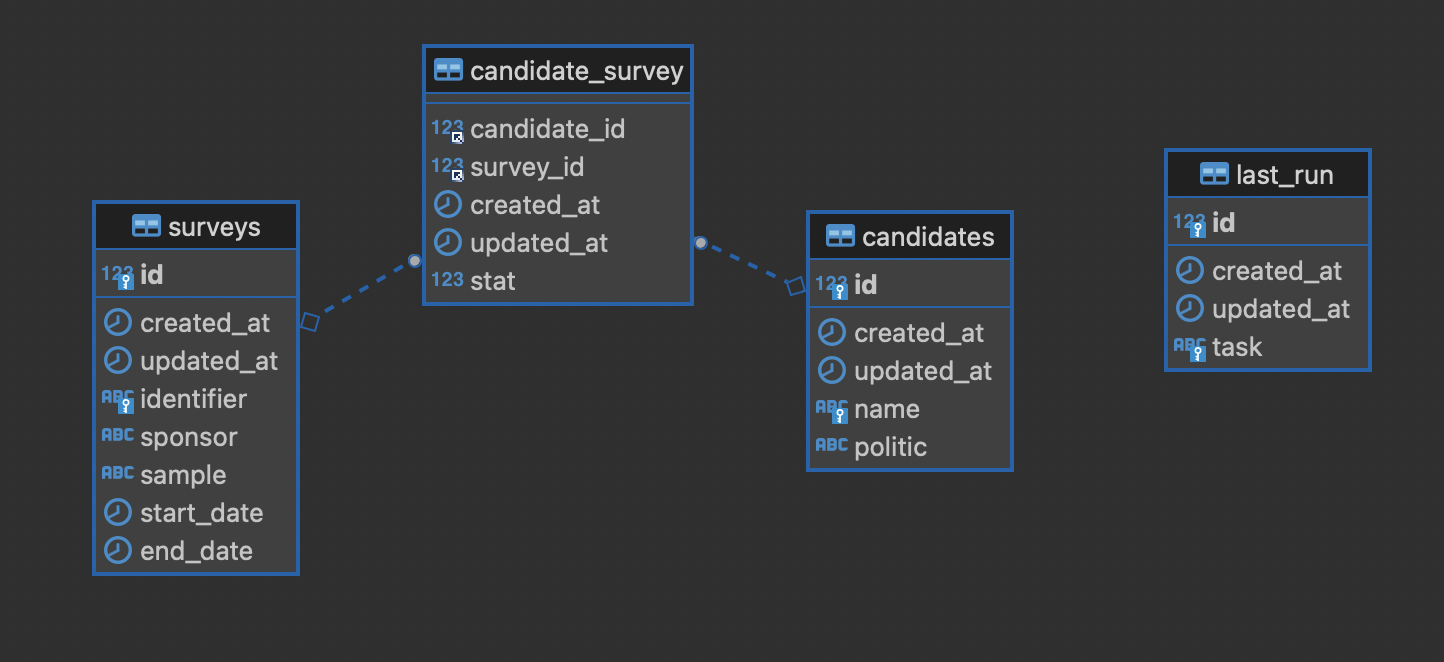 surveys
123 id
created_at
updated_at
ABC identifier
ABC sponsor
ABC sample
start_date
end_date
candidate_survey
123 candidate_id
123 survey_id
created_at
updated_at
123 stat
candidates
123 id
created_at
updated_at
ABC name
ABC politic
last_run
123 id
created_at
updated_at
ABC task